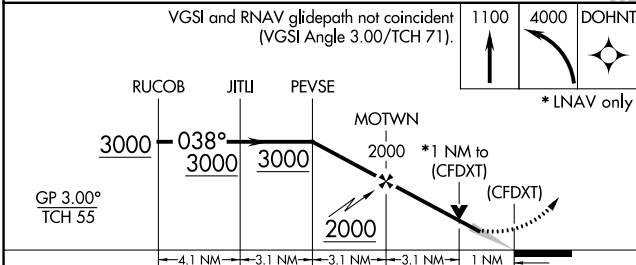 VGSI and RNAV glidepath not coincident
(VGSI Angle 3.00/TCH 71).
1100
4000
DOHNT
* LNAV only
RUCOB
JITLI
PEVSE
MOTWN
2000
*1 NM to
(CFDXT)
(CFDXT)
3000
038°
3000
3000
2000
GP 3.00°
TCH 55
4.1 NM
3.1 NM
3.1 NM
3.1 NM
1 NM